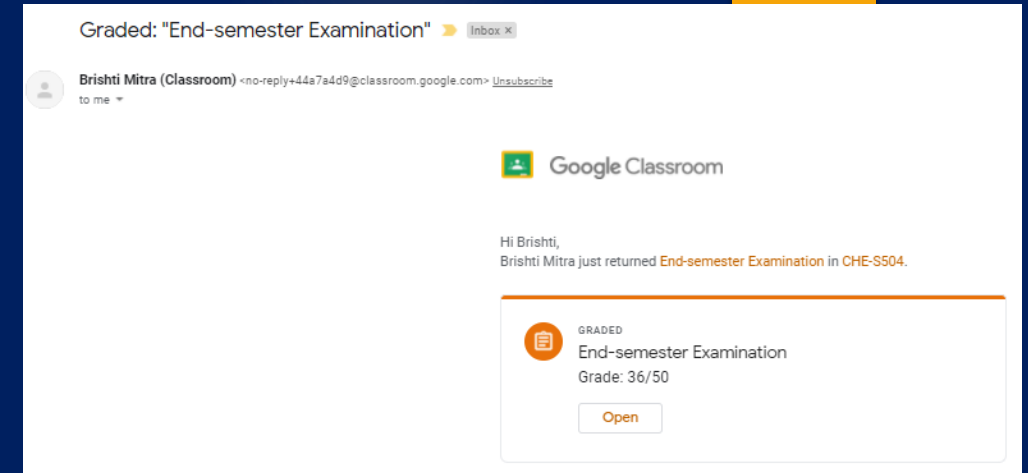 Graded: "End-semester Examination" Inbox ×
Brishti Mitra (Classroom) <no-reply+44a7a4d9@classroom.google.com> Unsubscribe
to me
Google Classroom
Hi Brishti,
Brishti Mitra just returned End-semester Examination in CHE-S504.
GRADED
End-semester Examination
Grade: 36/50
Open